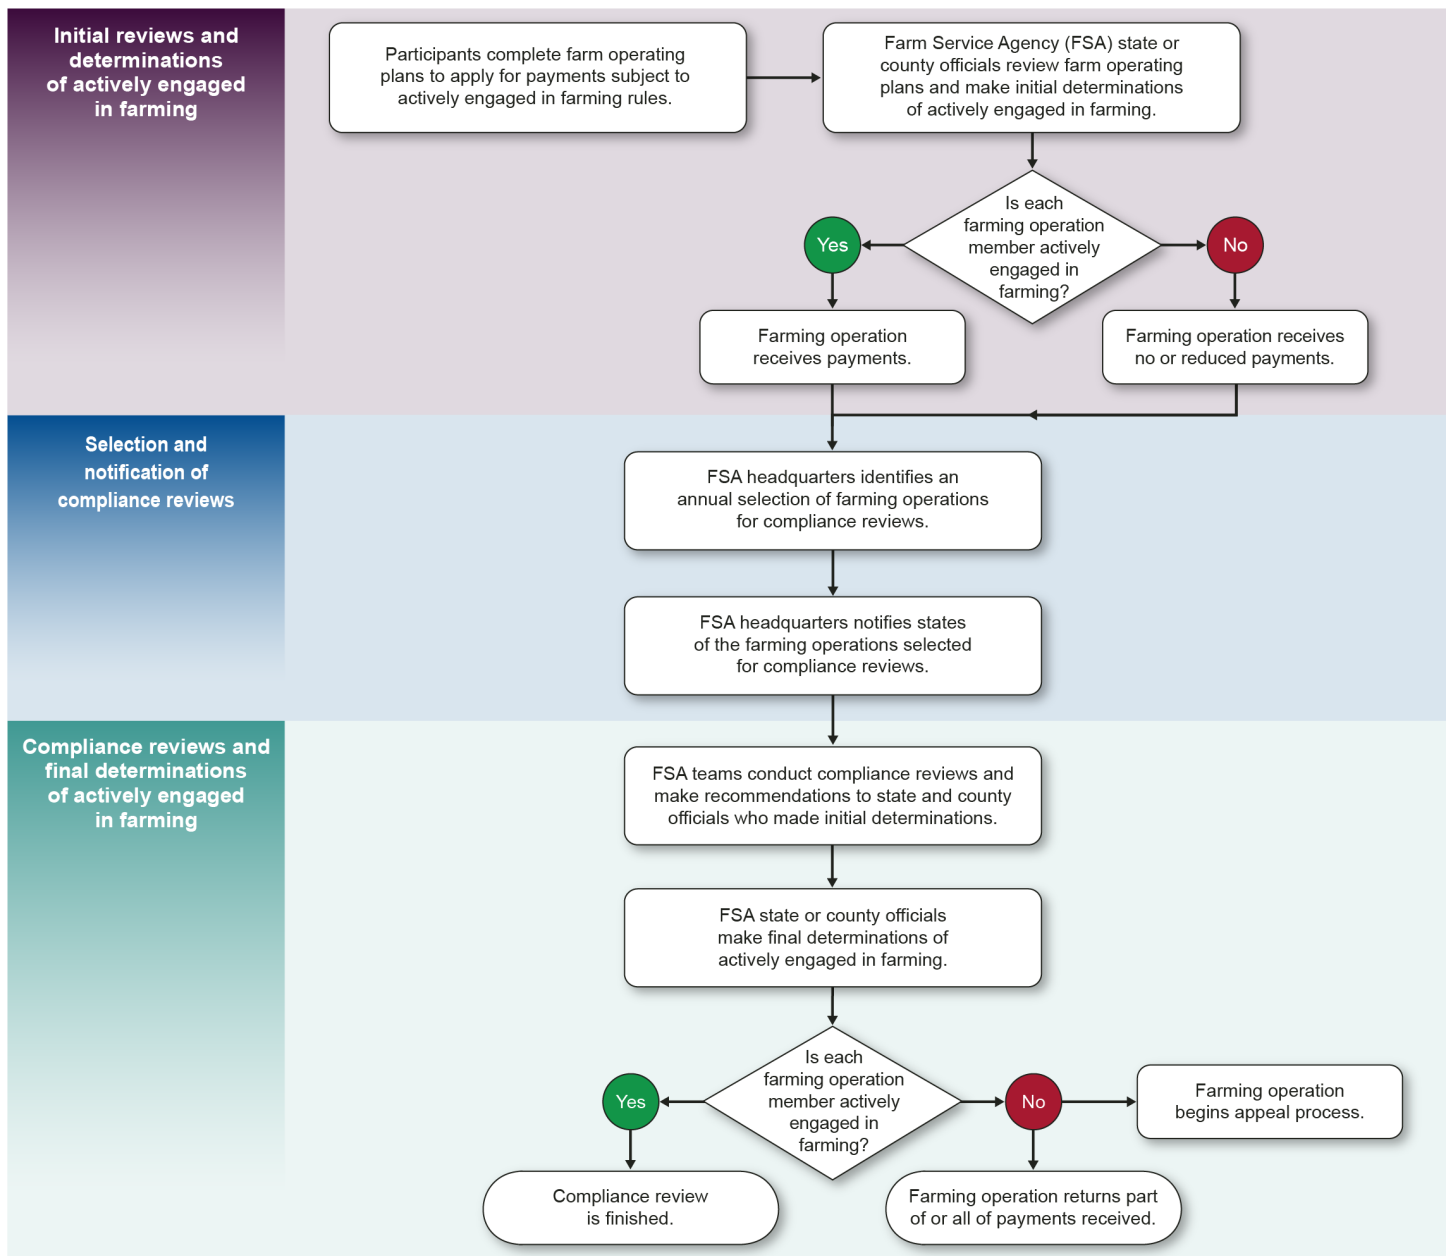 Initial reviews and
determinations
of actively engaged
in farming
Participants complete farm operating
plans to apply for payments subject to
actively engaged in farming rules.
Farm Service Agency (FSA) state or
county officials review farm operating
plans and make initial determinations
of actively engaged in farming.
Is each
farming operation
member actively
engaged in
farming?
Yes
No
Farming operation
receives payments.
Farming operation receives
no or reduced payments.
Selection and
notification of
compliance reviews
FSA headquarters identifies an
annual selection of farming operations
for compliance reviews.
FSA headquarters notifies states
of the farming operations selected
for compliance reviews.
Compliance reviews and
final determinations
of actively engaged
in farming
FSA teams conduct compliance reviews and
make recommendations to state and county
officials who made initial determinations.
FSA state or county officials
make final determinations of
actively engaged in farming.
Is each
farming operation
member actively
engaged in
farming?
Yes
No
Farming operation
begins appeal process.
Compliance review
is finished.
Farming operation returns part
of or all of payments received.